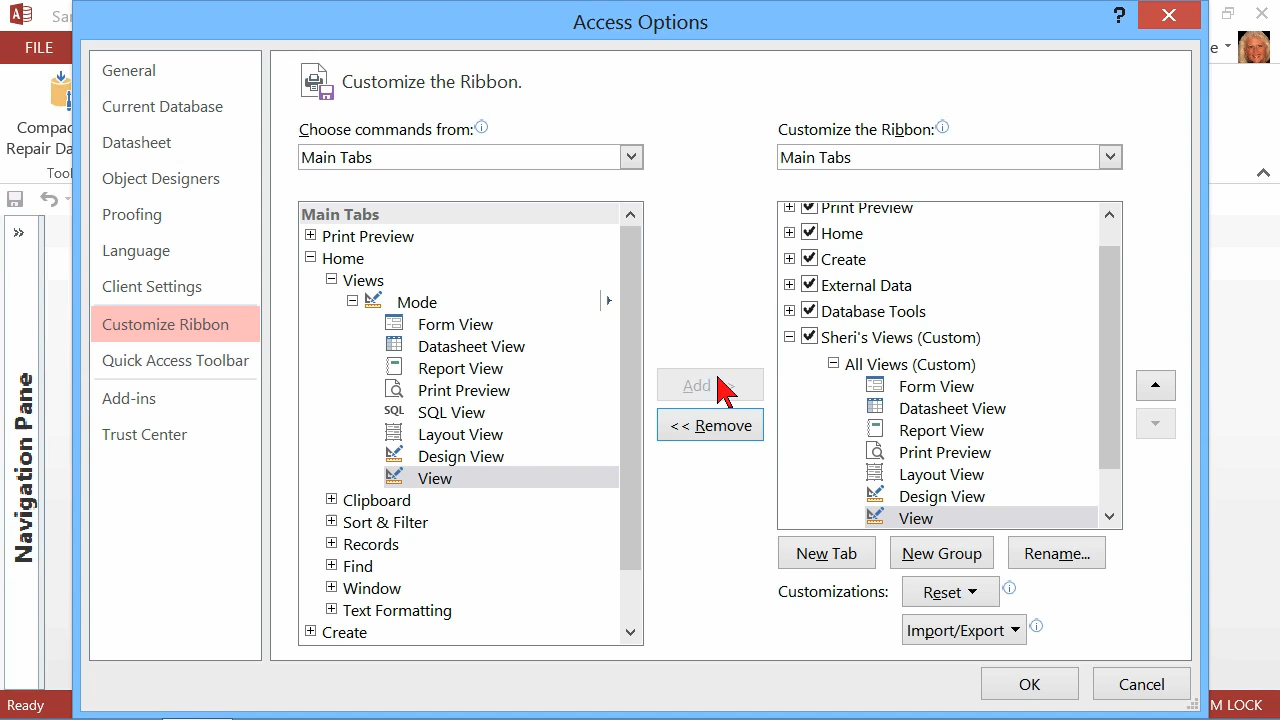 Access Options
?
Sa
FILE
Compac
Repair Da
Tool
e
»
Navigation Pane
General
Current Database
Datasheet
Object Designers
Proofing
Language
Client Settings
Customize Ribbon
Quick Access Toolbar
Add-ins
Trust Center
Customize the Ribbon.
Choose commands from:
Main Tabs
Main Tabs
Print Preview
Home
Views
Mode
Form View
Datasheet View
Report View
Print Preview
SQL SQL View
Layout View
Design View
View
Clipboard
Sort & Filter
Records
Find
Window
Text Formatting
Create
Add
<< Remove
Customize the Ribbon:
Main Tabs
Print Preview
Home
Create
External Data
Database Tools
Sheri's Views (Custom)
All Views (Custom)
Form View
Datasheet View
Report View
Print Preview
Layout View
Design View
View
New Tab New Group Rename...
Customizations: Reset
Import/Export
OK Cancel
Ready
M LOCK